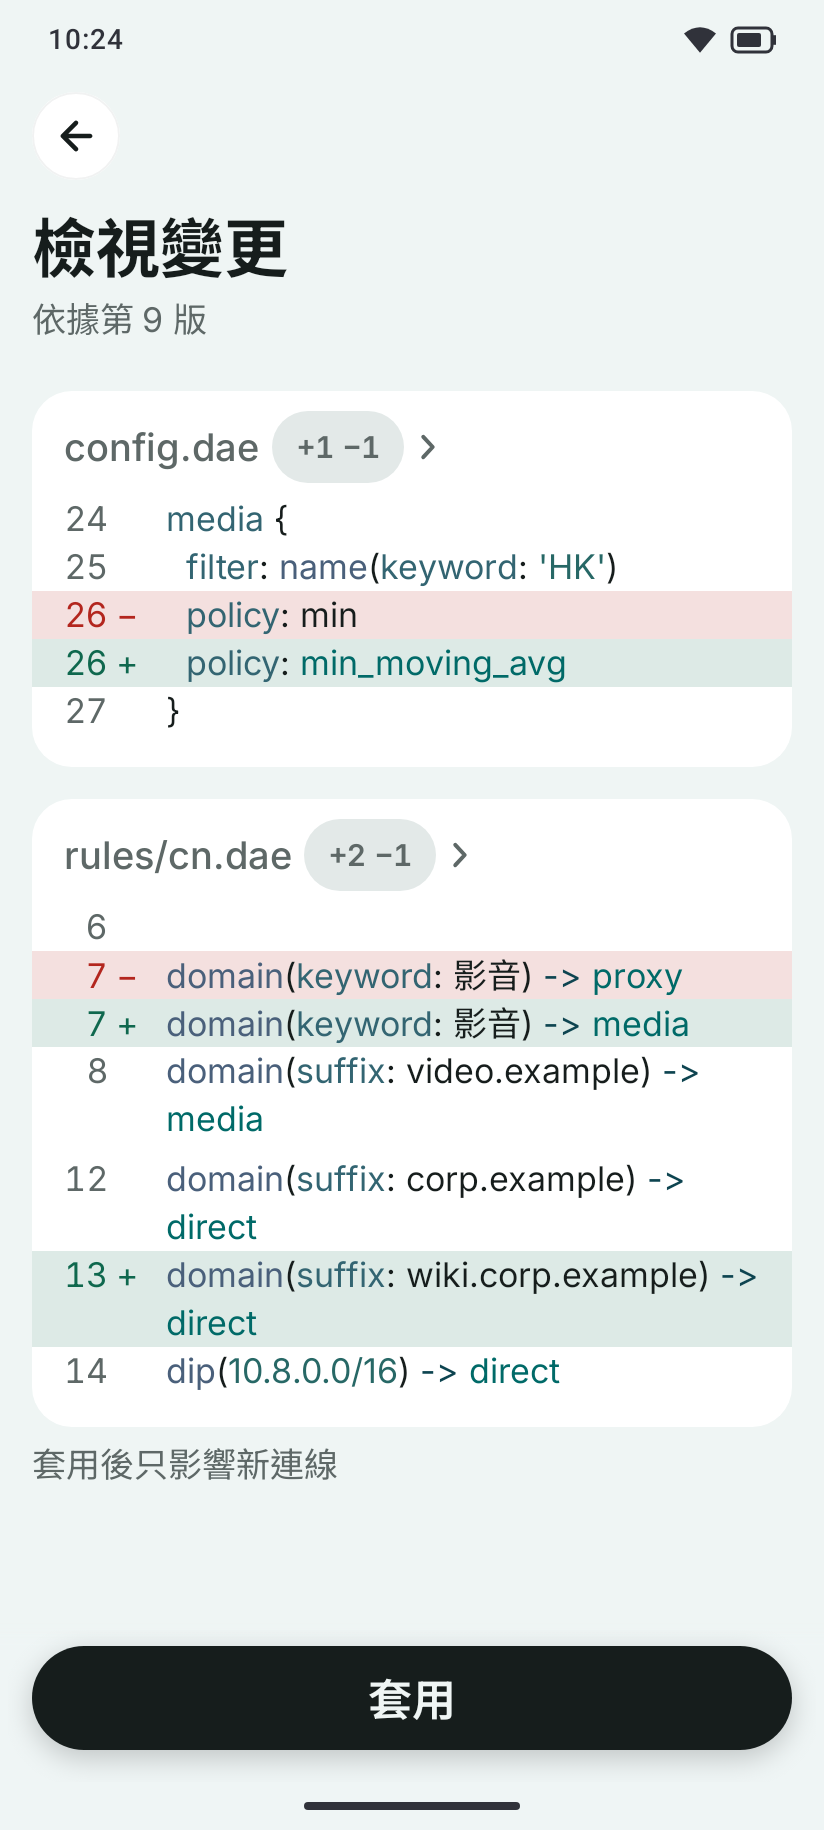 10:24
檢視變更
依據第 9 版
config.dae +1 −1
24 media {
25 filter: name(keyword: 'HK')
26 − policy: min
26 + policy: min_moving_avg
27 }
rules/cn.dae +2 −1
6
7 − domain(keyword: 影音) -> proxy
7 + domain(keyword: 影音) -> media
8 domain(suffix: video.example) ->
media
12 domain(suffix: corp.example) ->
direct
13 + domain(suffix: wiki.corp.example) ->
direct
14 dip(10.8.0.0/16) -> direct
套用後只影響新連線
套用